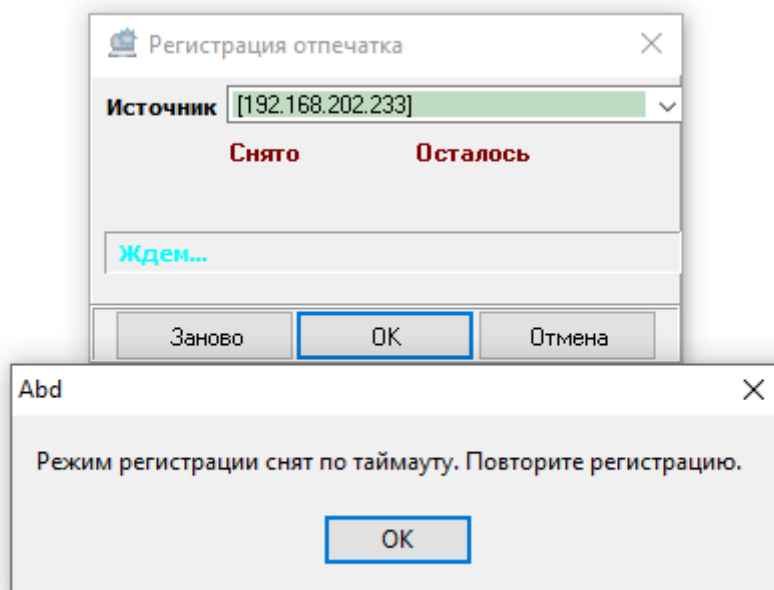 Регистрация отпечатка
Источник [192.168.202.233]
Снято Осталось
Ждем...
Заново OK Отмена
Abd
Режим регистрации снят по таймауту. Повторите регистрацию.
OK